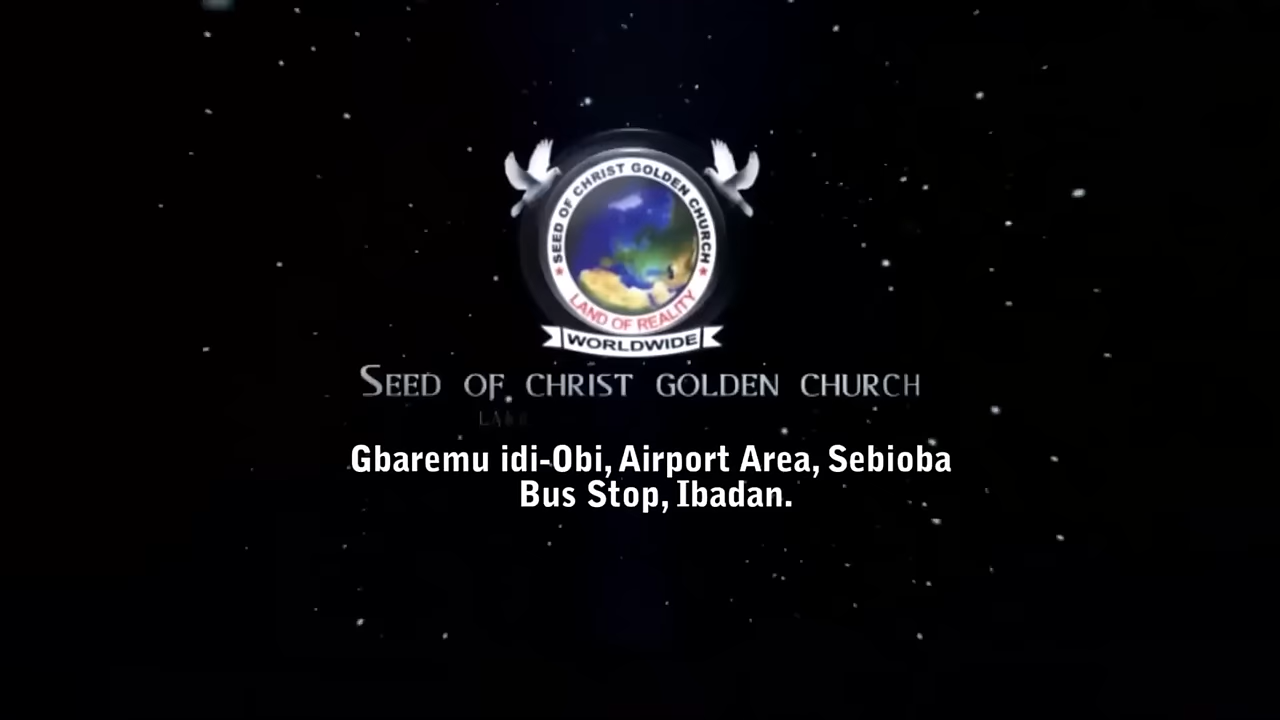 SEED OF CHRIST GOLDEN CHURCH
LAND OF REALITY
WORLDWIDE
SEED OF CHRIST GOLDEN CHURCH
Gbaremu idi-Obi, Airport Area, Sebioba
Bus Stop, Ibadan.